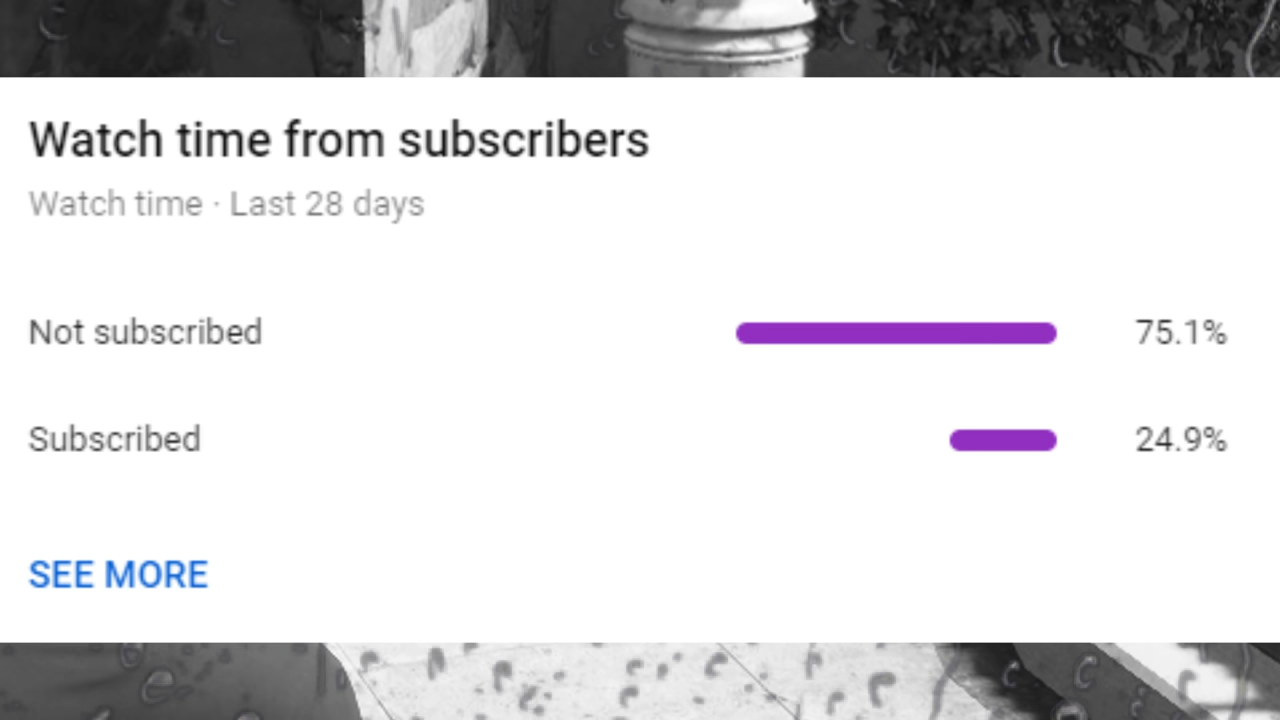 Watch time from subscribers
Watch time · Last 28 days
Not subscribed 75.1%
Subscribed 24.9%
SEE MORE